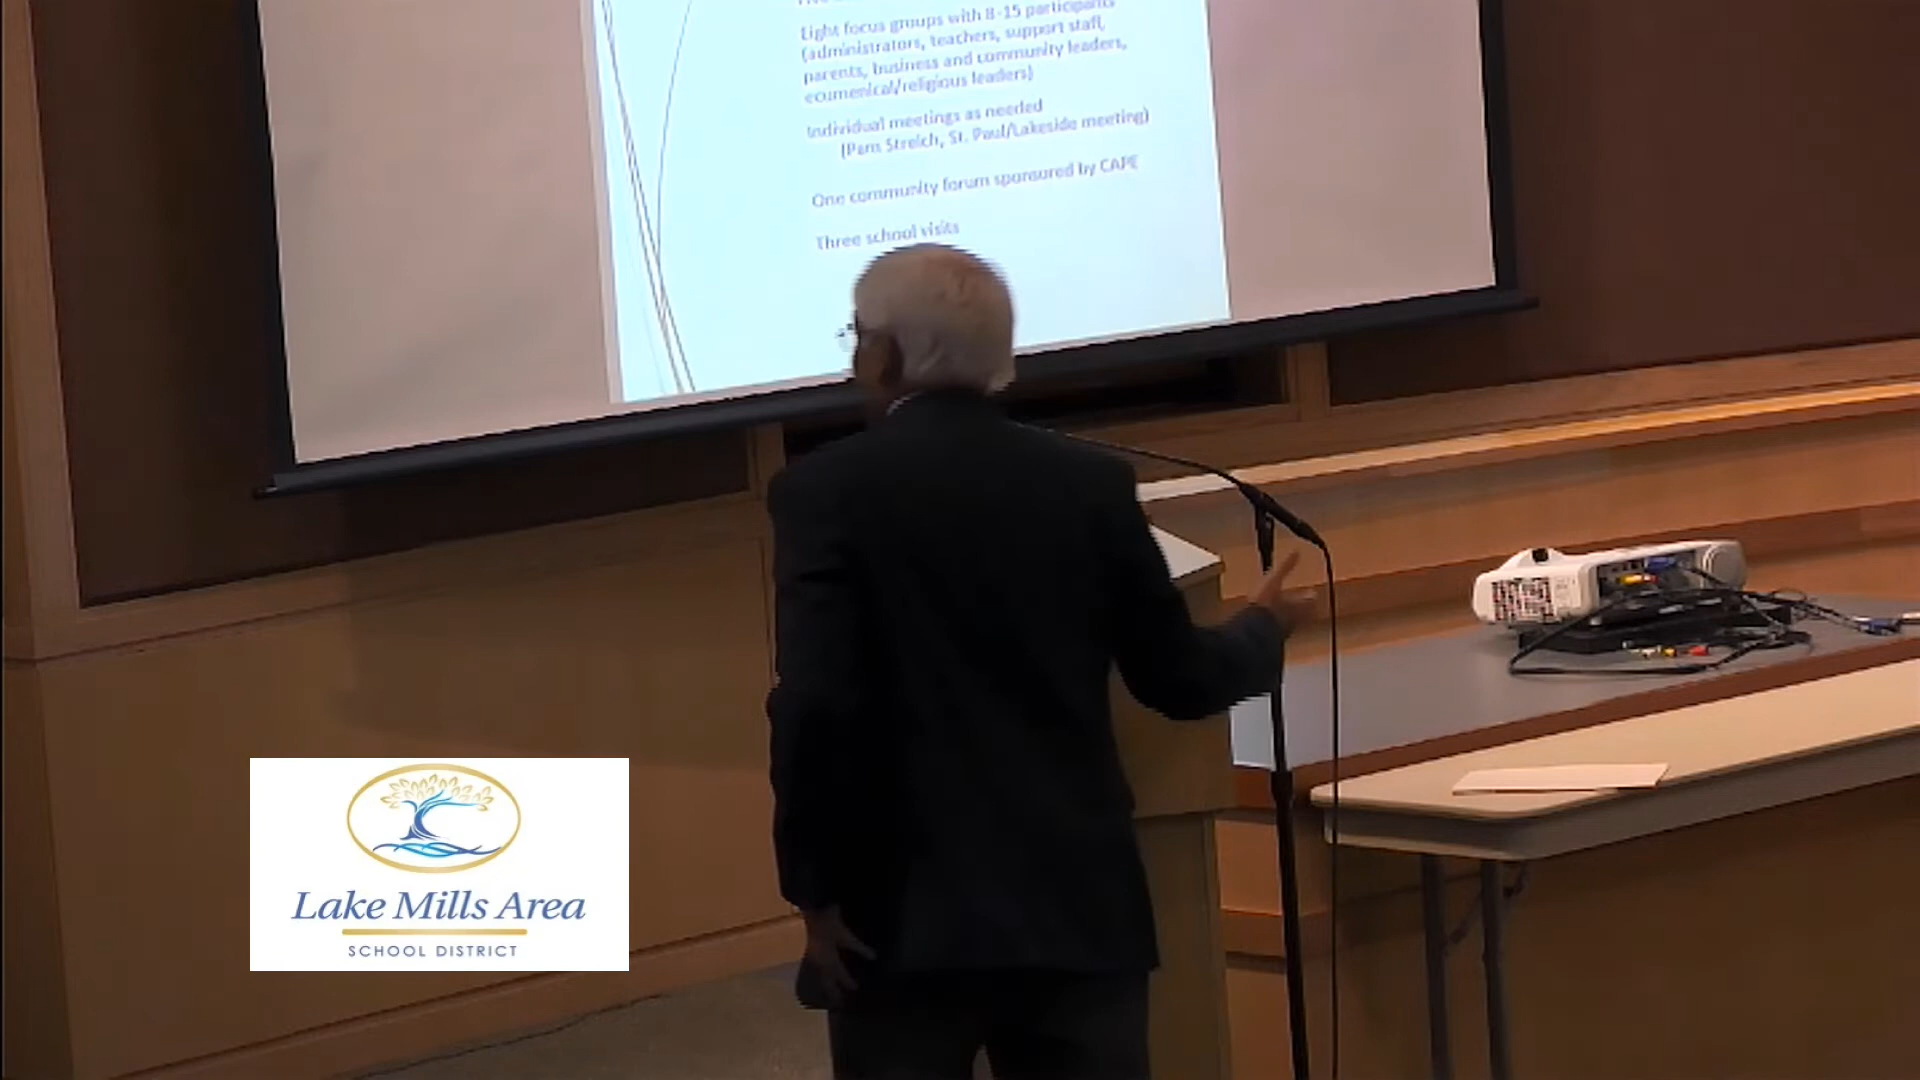 Eight focus groups with 8-15 participants
(administrators, teachers, support staff,
parents, business and community leaders,
ecumenical/religious leaders)
Individual meetings as needed
(Pam Streich, St. Paul/Lakeside meeting)
One community forum sponsored by CAPE
Three school visits
Lake Mills Area
SCHOOL DISTRICT